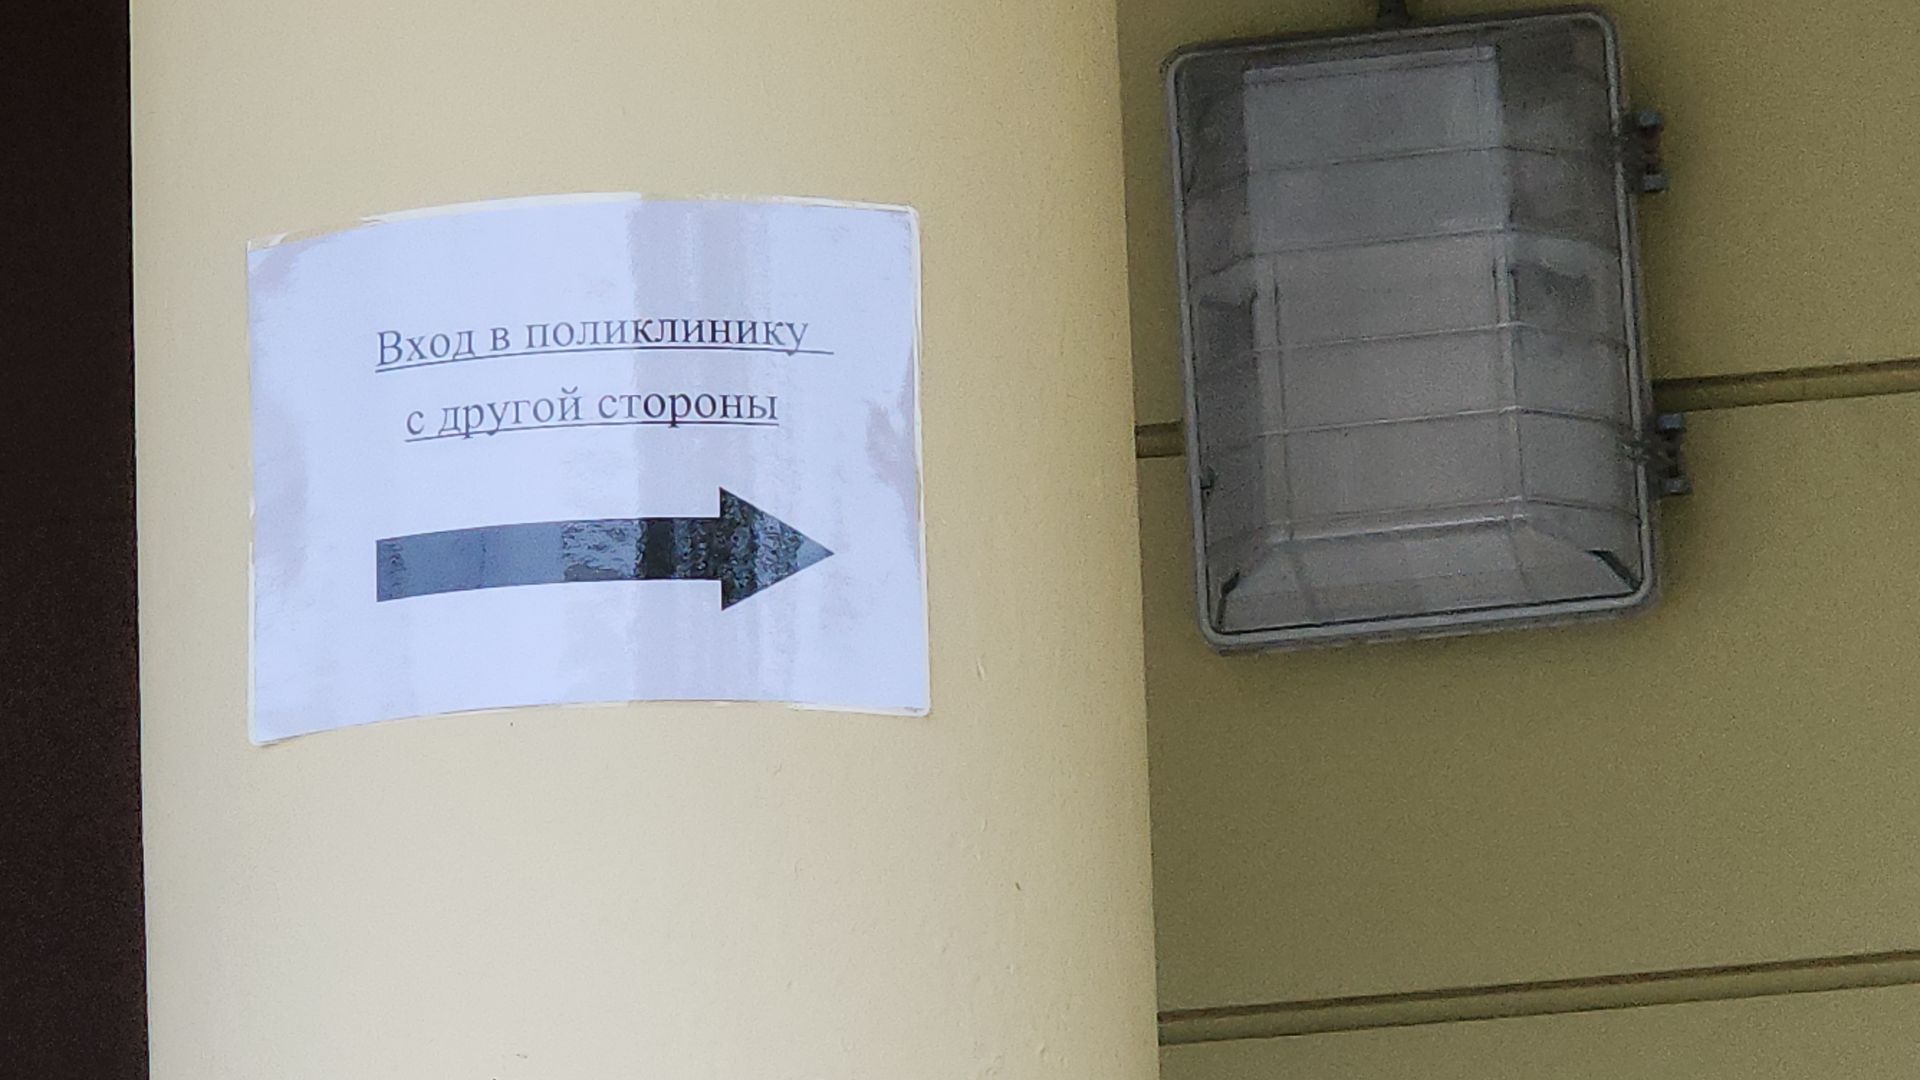 Вход в поликлинику
с другой стороны